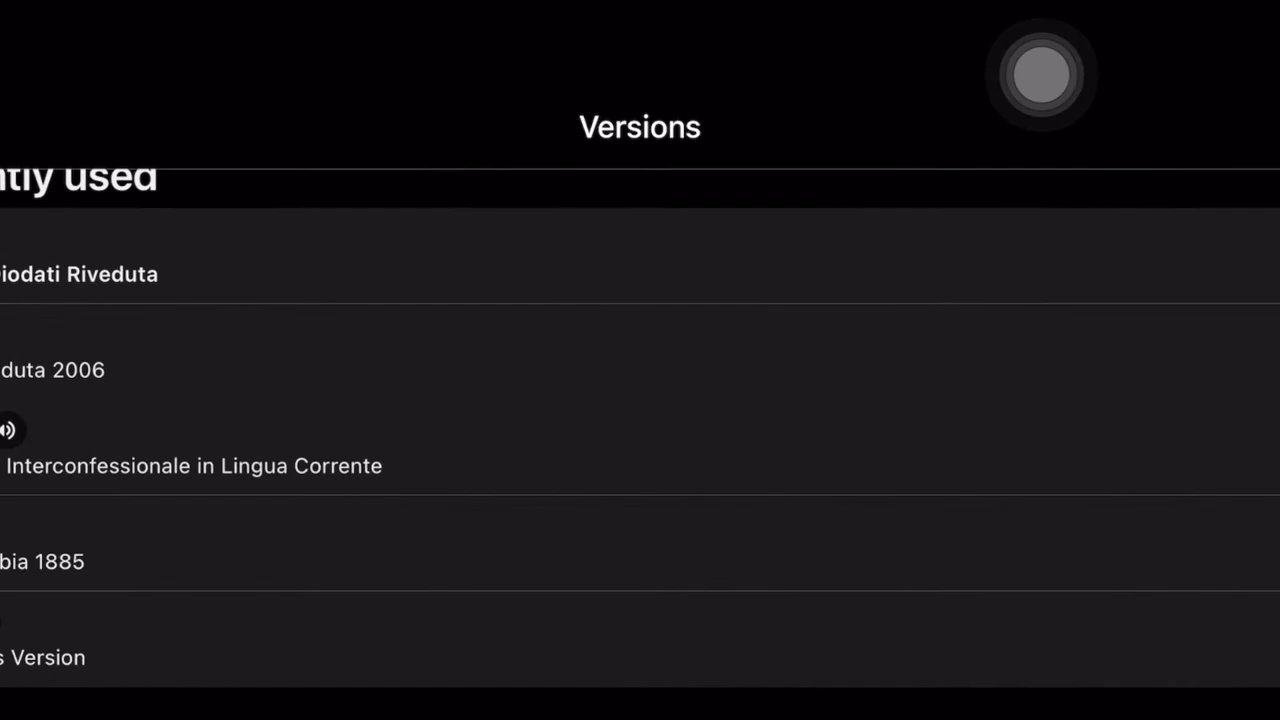 Versions
ntly used
iodati Riveduta
duta 2006
Interconfessionale in Lingua Corrente
bia 1885
s Version